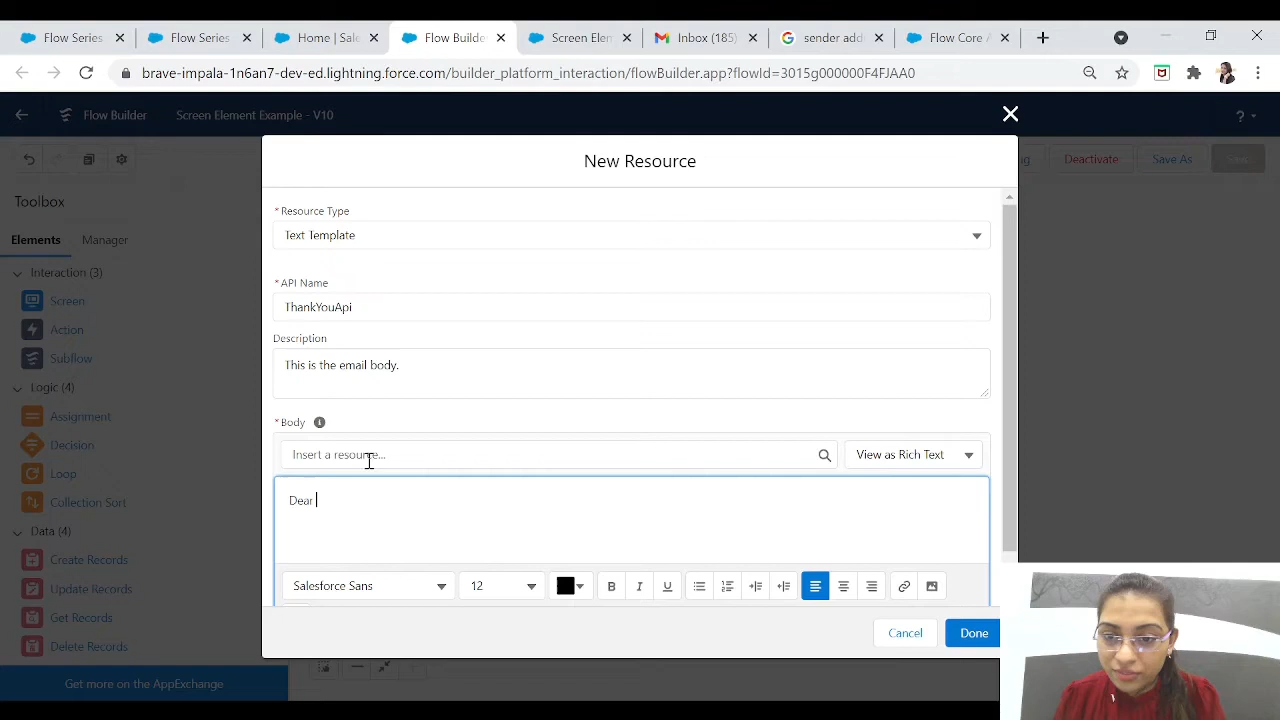 Flow Series
Flow Series
Home | Sale
Flow Builde
Screen Elem
Inbox (185)
sender add
Flow Core A
brave-impala-1n6an7-dev-ed.lightning.force.com/builder_platform_interaction/flowBuilder.app?flowId=3015g000000F4FJAA0
Flow Builder
Screen Element Example - V10
?
New Resource
Deactivate
Save As
Save
Toolbox
Elements
Manager
Interaction (3)
Screen
Action
Subflow
Logic (4)
Assignment
Decision
Loop
Collection Sort
Data (4)
Create Records
Update Records
Get Records
Delete Records
Get more on the AppExchange
* Resource Type
Text Template
* API Name
ThankYouApi
Description
This is the email body.
* Body
Insert a resource...
View as Rich Text
Dear
Salesforce Sans
12
B
I
U
Cancel
Done